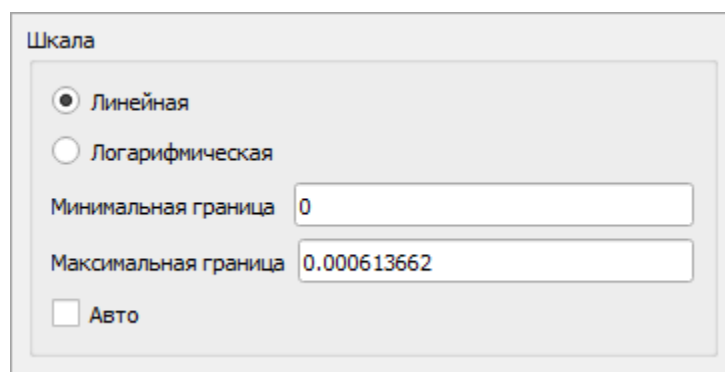 Шкала
Линейная
Логарифмическая
Минимальная граница 0
Максимальная граница 0.000613662
Авто